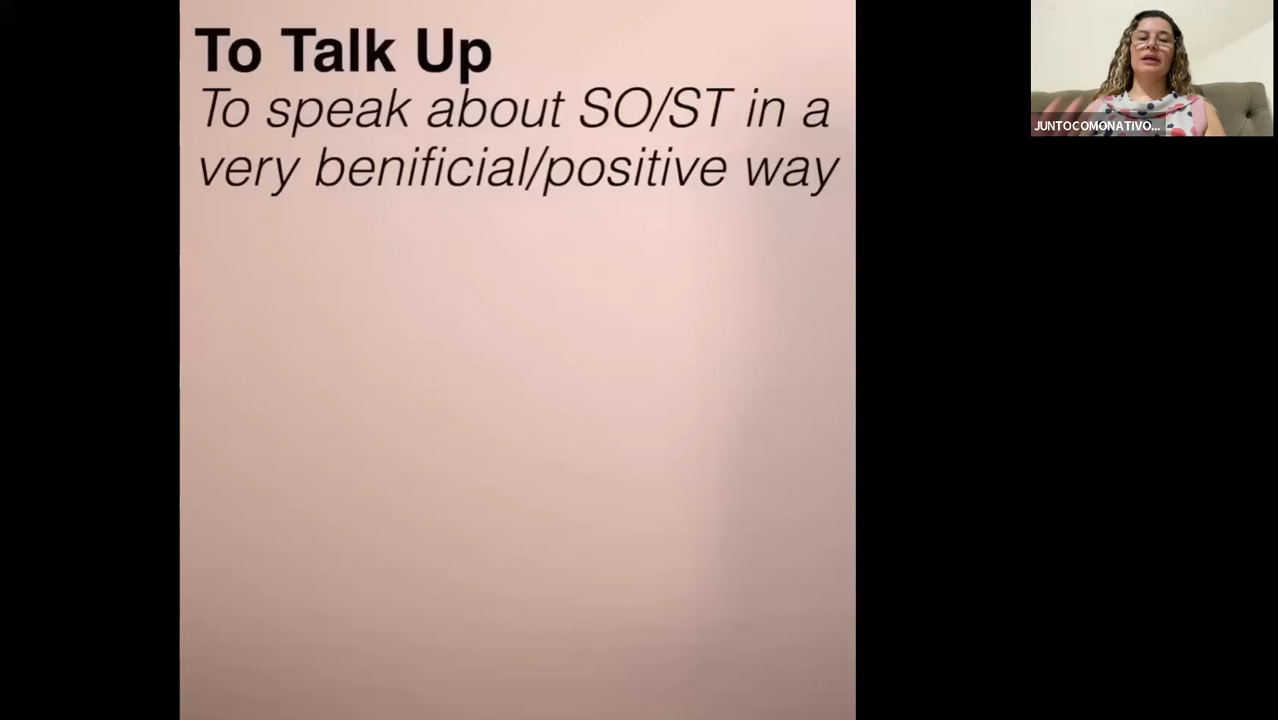 To Talk Up
To speak about SO/ST in a
very benificial/positive way
JUNTOCOMONATIVO...